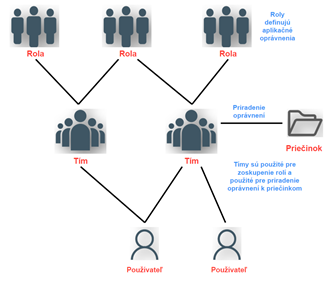 Roly
definujú
aplikačné
oprávnenia
Rola
Rola
Rola
Priradenie
oprávnení
Priečinok
Tím
Tím
Tímy sú použité pre
zoskupenie rolí a
použité pre priradenie
oprávnení k priečinkom
Používateľ
Používateľ